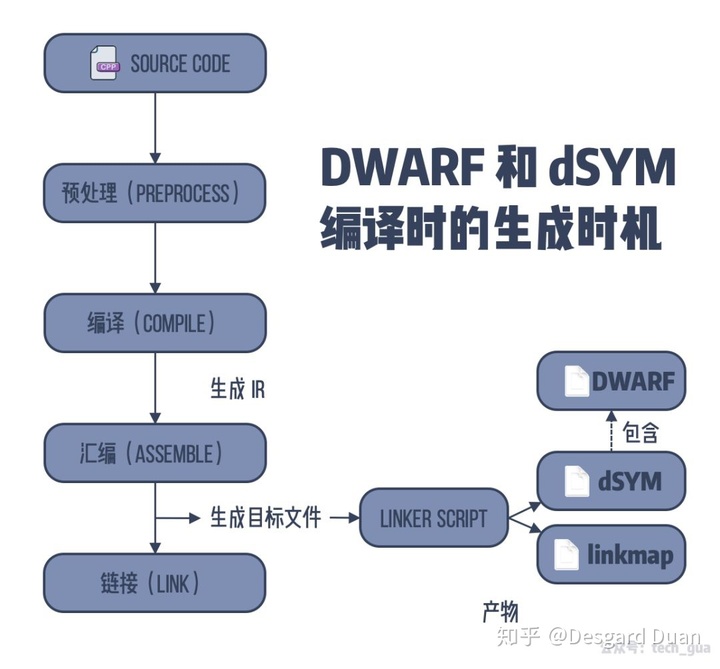 CPP SOURCE CODE
DWARF 和 dSYM
编译时的生成时机
预处理（PREPROCESS）
编译（COMPILE）
生成 IR
汇编（ASSEMBLE）
生成目标文件
LINKER SCRIPT
链接（LINK）
DWARF
包含
dSYM
linkmap
产物
知乎 @Desgard Duan
公众号：tech_gua